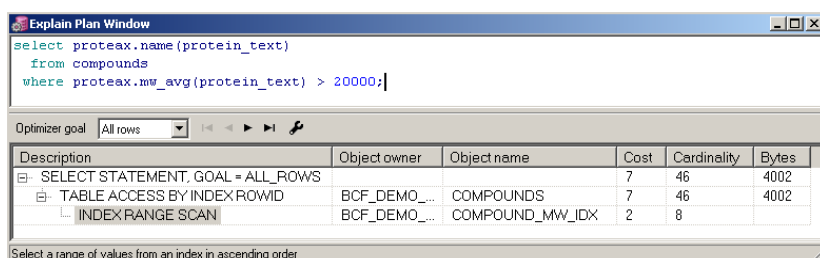 Explain Plan Window
select proteax.name(protein_text)
from compounds
where proteax.mw_avg(protein_text) > 20000;
Optimizer goal All rows
Description Object owner Object name Cost Cardinality Bytes
SELECT STATEMENT, GOAL = ALL_ROWS 7 46 4002
TABLE ACCESS BY INDEX ROWID BCF_DEMO_... COMPOUNDS 7 46 4002
INDEX RANGE SCAN BCF_DEMO_... COMPOUND_MW_IDX 2 8
Select a range of values from an index in ascending order